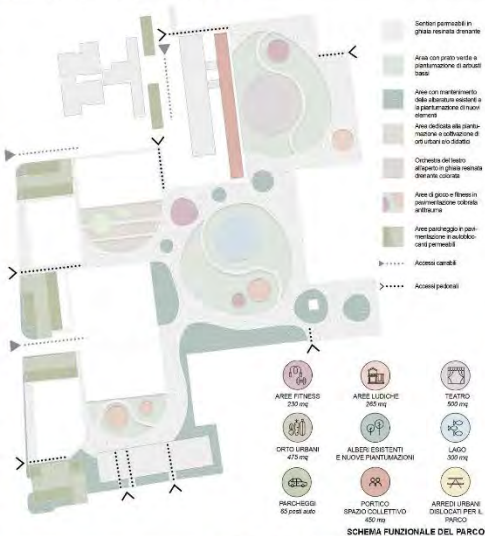 Sentieri permeabili in
ghiaia resinata drenante
Area con prato verde e
piantumazione di arbusti
bassi
Aree con mantenimento
delle alberature esistenti e
la piantumazione di nuovi
elementi
Area dedicata alla piantu-
mazione e coltivazione di
orti urbani e/o didattici
Orchestra del teatro
all'aperto in ghiaia resinata
drenante colorata
Aree di gioco e fitness in
pavimentazione colorata
antitrauma
Aree parcheggio in pavi-
mentazione in autobloc-
canti permeabili
Accessi carrabili
Accessi pedonali
AREE FITNESS
230 mq
AREE LUDICHE
265 mq
TEATRO
500 mq
ORTO URBANI
475 mq
ALBERI ESISTENTI
E NUOVE PIANTUMAZIONI
LAGO
300 mq
PARCHEGGI
65 posti auto
PORTICO
SPAZIO COLLETTIVO
450 mq
ARREDI URBANI
DISLOCATI PER IL
PARCO
SCHEMA FUNZIONALE DEL PARCO